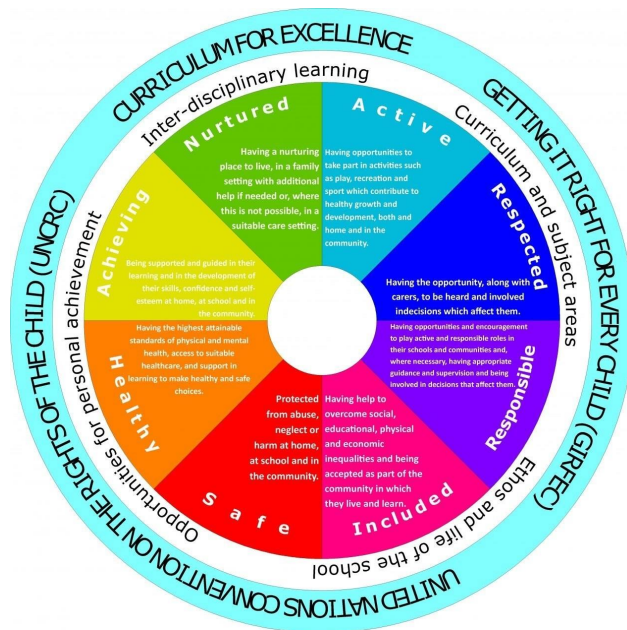 CURRICULUM FOR EXCELLENCE
GETTING IT RIGHT FOR EVERY CHILD (GIRFEC)
UNITED NATIONS CONVENTION ON THE RIGHTS OF THE CHILD (UNCRC)
Inter-disciplinary learning
Curriculum and subject areas
Ethos and life of the school
Opportunities for personal achievement
Nurtured
Having a nurturing
place to live, in a family
setting with additional
help if needed or, where
this is not possible, in a
suitable care setting.
Active
Having opportunities to
take part in activities such
as play, recreation and
sport which contribute to
healthy growth and
development, both and
home and in the
community.
Respected
Having the opportunity, along with
carers, to be heard and involved
indecisions which affect them.
Responsible
Having opportunities and encouragement
to play active and responsible roles in
their schools and communities and,
where necessary, having appropriate
guidance and supervision and being
involved in decisions that affect them.
Included
Having help to
overcome social,
educational, physical
and economic
inequalities and being
accepted as part of the
community in which
they live and learn.
Safe
Protected
from abuse,
neglect or
harm at home,
at school and in
the community.
Healthy
Having the highest attainable
standards of physical and mental
health, access to suitable
healthcare, and support in
learning to make healthy and safe
choices.
Achieving
Being supported and guided in their
learning and in the development of
their skills, confidence and self-
esteem at home, at school and in
the community.